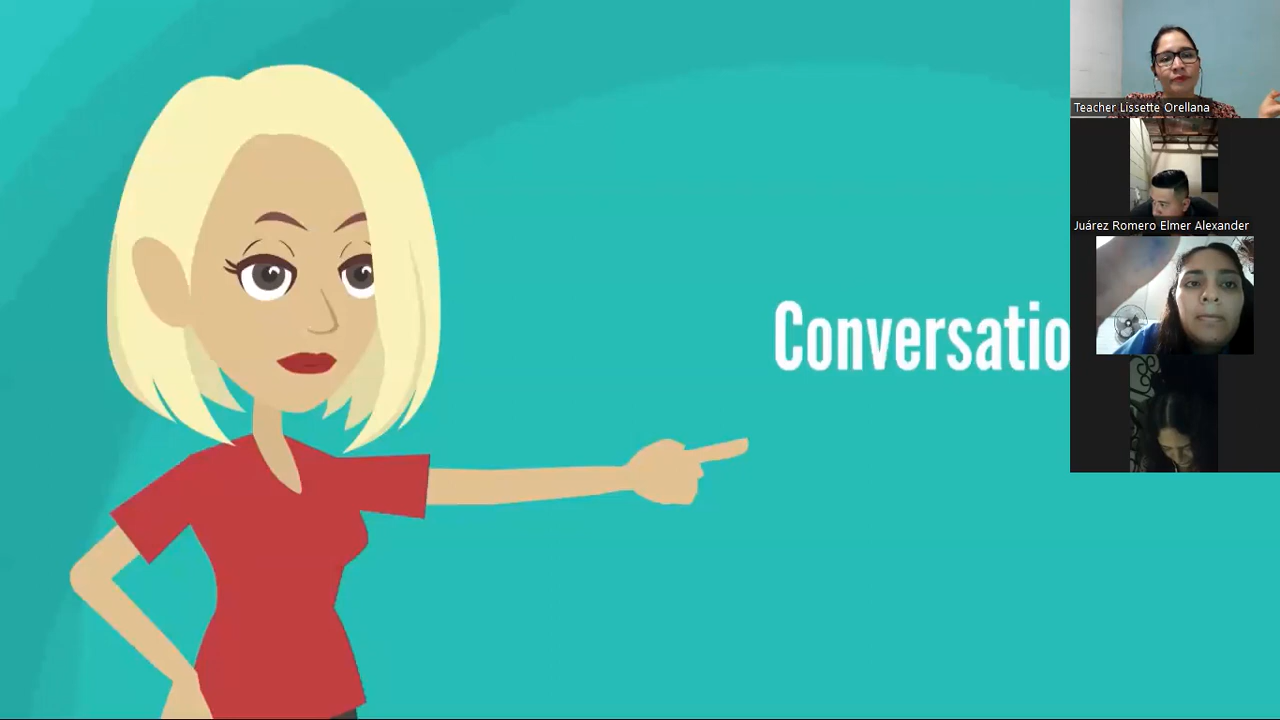 Conversatio
Teacher Lissette Orellana
Juárez Romero Elmer Alexander